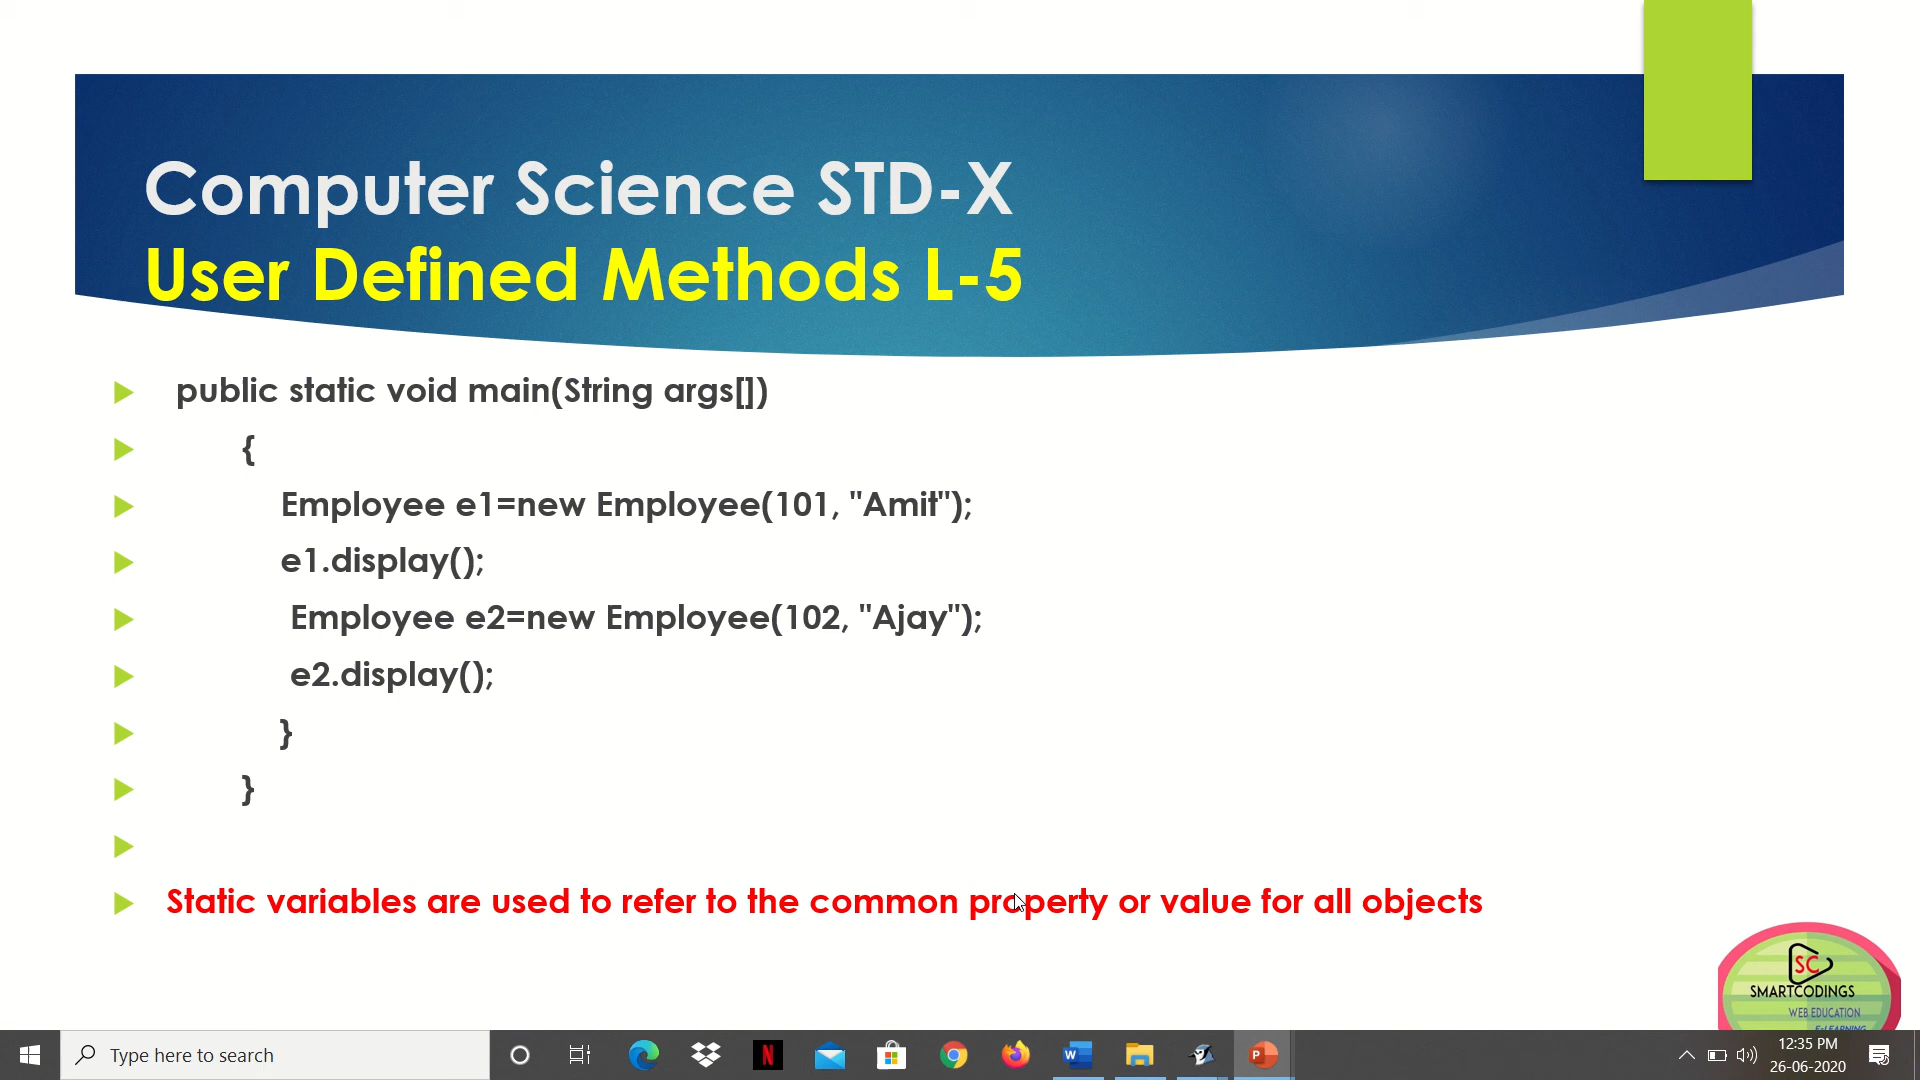 Computer Science STD-X
User Defined Methods L-5
public static void main(String args[])
{
Employee e1=new Employee(101, "Amit");
e1.display();
Employee e2=new Employee(102, "Ajay");
e2.display();
}
}
Static variables are used to refer to the common property or value for all objects
SC
SMARTCODINGS
WEB EDUCATION
E-LEARNING
Type here to search
12:35 PM
26-06-2020